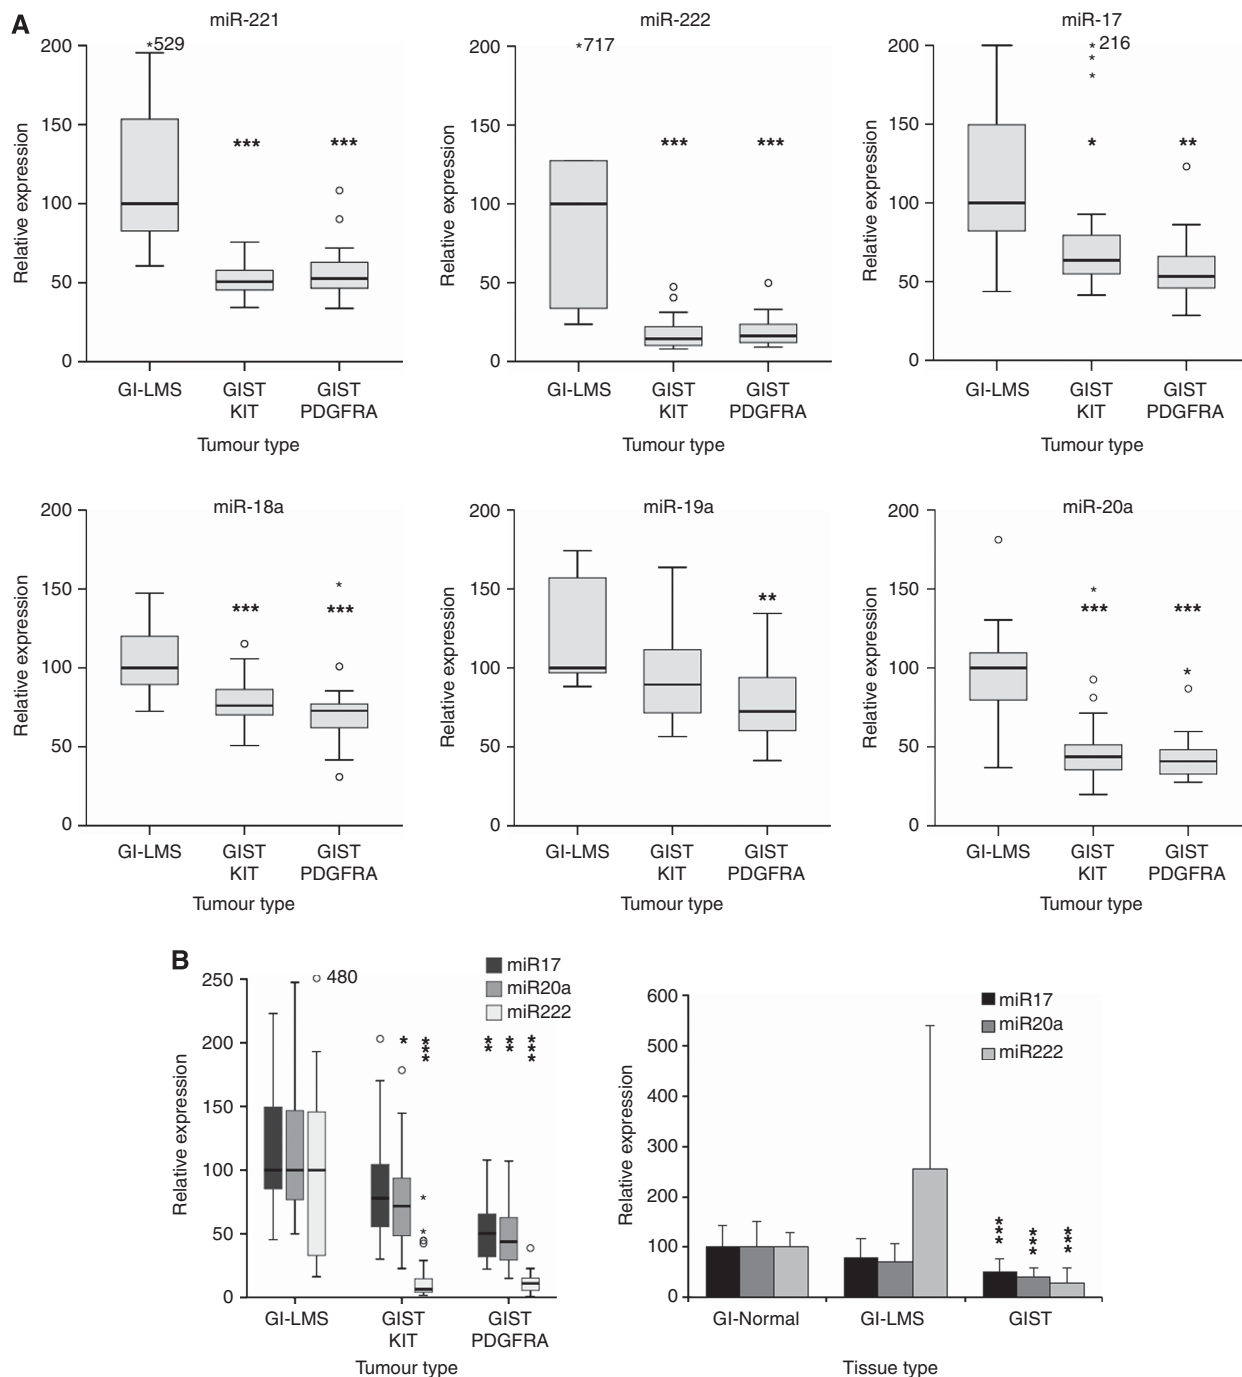 A
miR-221
miR-222
miR-17
200
150
100
50
0
Relative expression
*529
***
***
GI-LMS
GIST
KIT
GIST
PDGFRA
Tumour type
200
150
100
50
0
Relative expression
*717
***
***
GI-LMS
GIST
KIT
GIST
PDGFRA
Tumour type
200
150
100
50
0
Relative expression
* 216
*
*
*
**
GI-LMS
GIST
KIT
GIST
PDGFRA
Tumour type
miR-18a
miR-19a
miR-20a
200
150
100
50
0
Relative expression
***
*
***
GI-LMS
GIST
KIT
GIST
PDGFRA
Tumour type
200
150
100
50
0
Relative expression
**
GI-LMS
GIST
KIT
GIST
PDGFRA
Tumour type
200
150
100
50
0
Relative expression
*
***
***
*
GI-LMS
GIST
KIT
GIST
PDGFRA
Tumour type
B
250
200
150
100
50
0
Relative expression
480
miR17
miR20a
miR222
*
***
**
**
***
*
*
GI-LMS
GIST
KIT
GIST
PDGFRA
Tumour type
600
500
400
300
200
100
0
Relative expression
miR17
miR20a
miR222
***
***
***
GI-Normal
GI-LMS
GIST
Tissue type